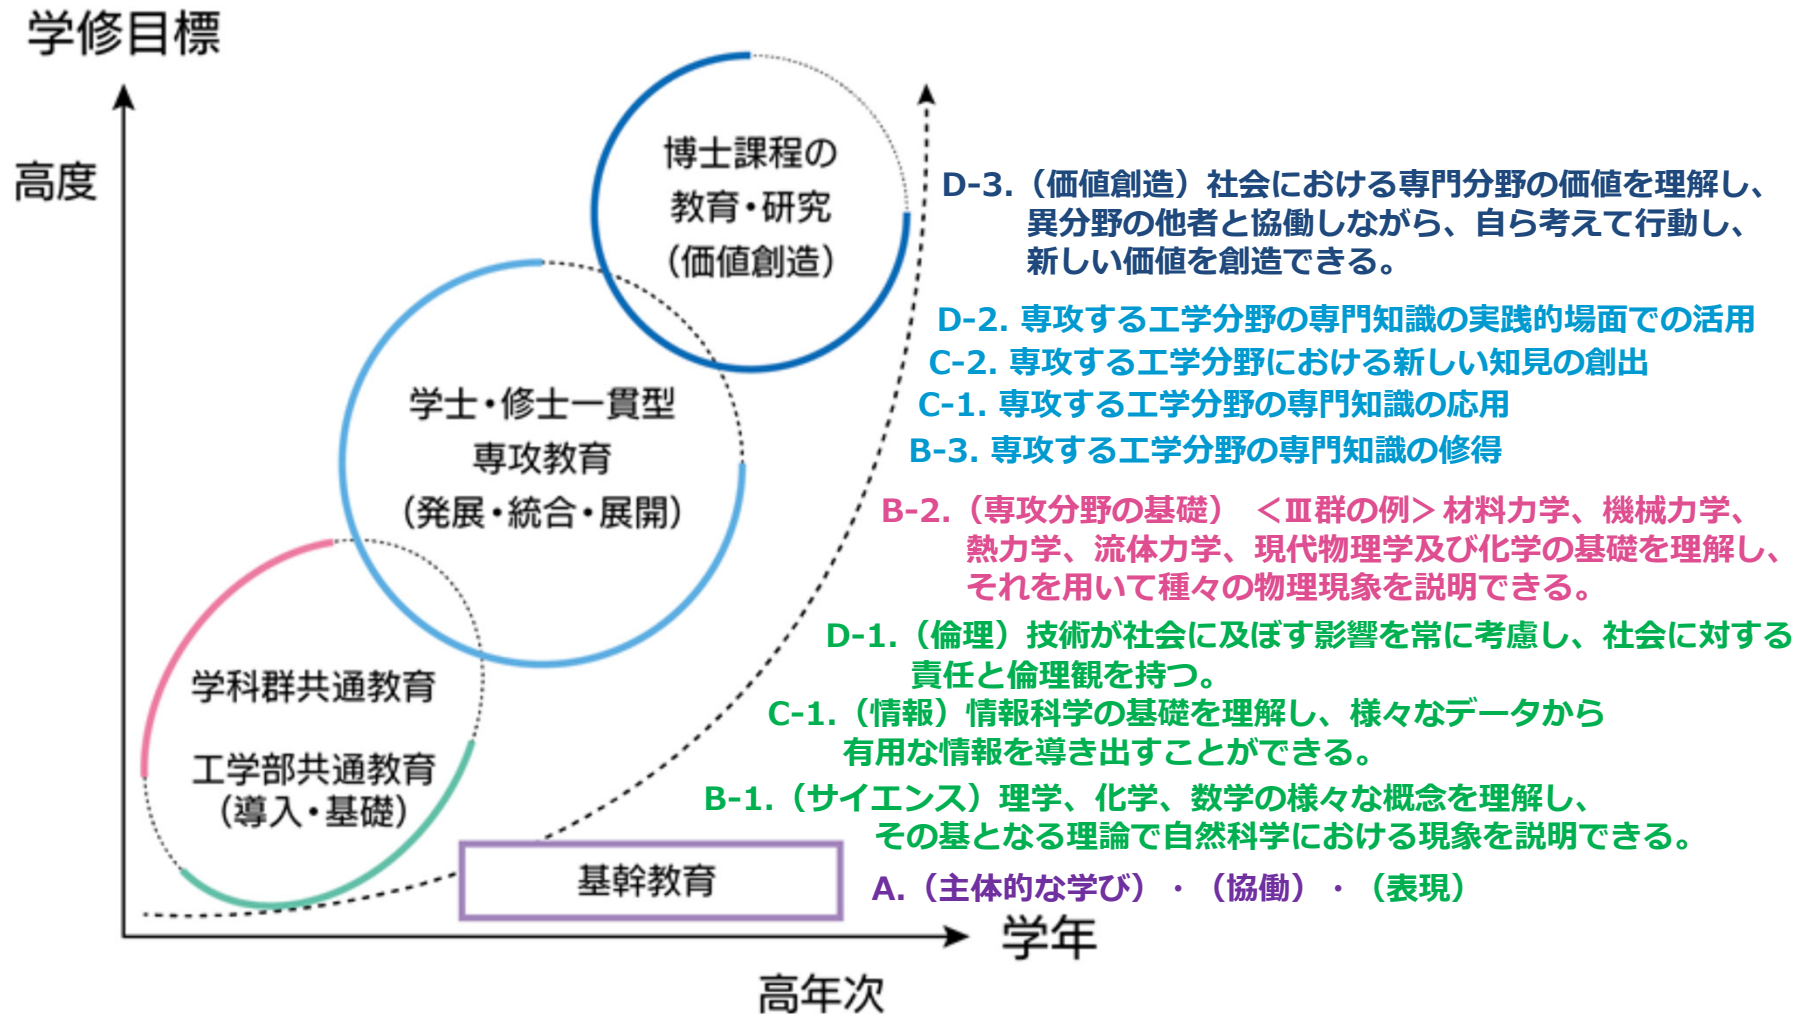 学修目標
高度
博士課程の
教育・研究
（価値創造）
学士・修士一貫型
専攻教育
（発展・統合・展開）
学科群共通教育
工学部共通教育
（導入・基礎）
基幹教育
学年
高年次
D-3.（価値創造）社会における専門分野の価値を理解し、
異分野の他者と協働しながら、自ら考えて行動し、
新しい価値を創造できる。
D-2. 専攻する工学分野の専門知識の実践的場面での活用
C-2. 専攻する工学分野における新しい知見の創出
C-1. 専攻する工学分野の専門知識の応用
B-3. 専攻する工学分野の専門知識の修得
B-2.（専攻分野の基礎） ＜Ⅲ群の例＞材料力学、機械力学、
熱力学、流体力学、現代物理学及び化学の基礎を理解し、
それを用いて種々の物理現象を説明できる。
D-1.（倫理）技術が社会に及ぼす影響を常に考慮し、社会に対する
責任と倫理観を持つ。
C-1.（情報）情報科学の基礎を理解し、様々なデータから
有用な情報を導き出すことができる。
B-1.（サイエンス）理学、化学、数学の様々な概念を理解し、
その基となる理論で自然科学における現象を説明できる。
A.（主体的な学び）・（協働）・（表現）